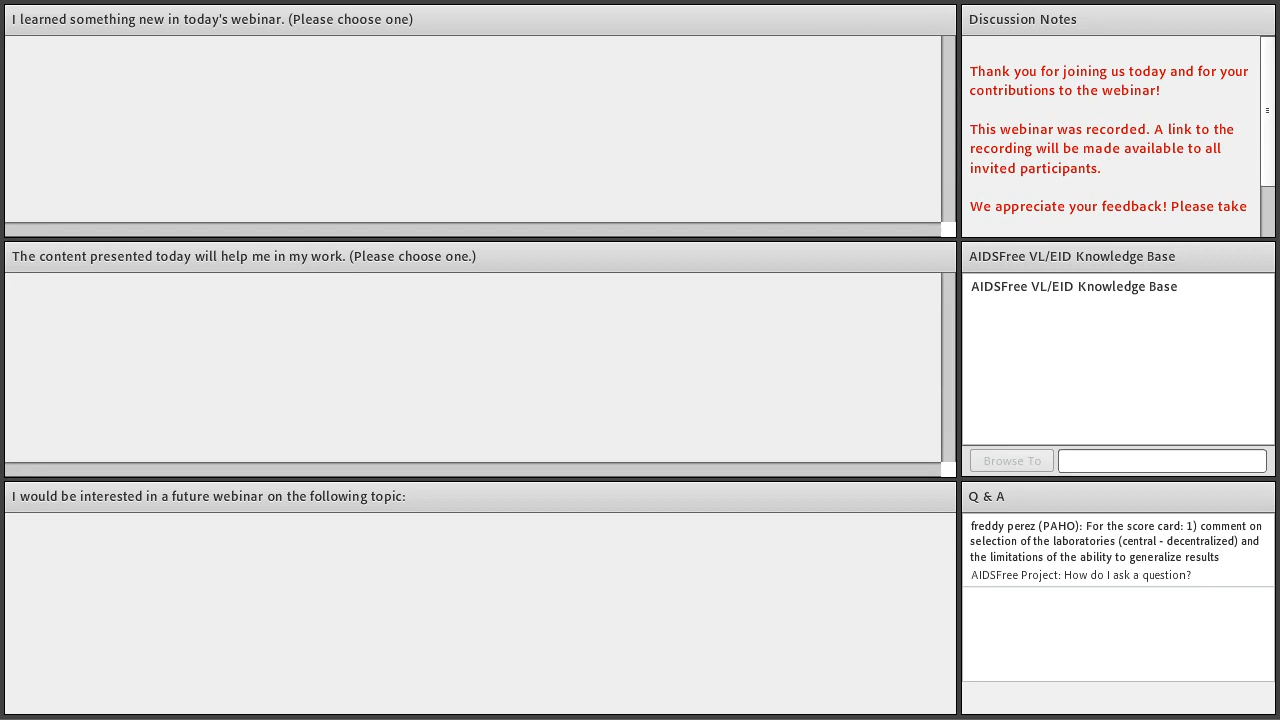 I learned something new in today's webinar. (Please choose one)
Discussion Notes
Thank you for joining us today and for your
contributions to the webinar!
This webinar was recorded. A link to the
recording will be made available to all
invited participants.
We appreciate your feedback! Please take
The content presented today will help me in my work. (Please choose one.)
AIDSFree VL/EID Knowledge Base
AIDSFree VL/EID Knowledge Base
Browse To
I would be interested in a future webinar on the following topic:
Q & A
freddy perez (PAHO): For the score card: 1) comment on
selection of the laboratories (central - decentralized) and
the limitations of the ability to generalize results
AIDSFree Project: How do I ask a question?